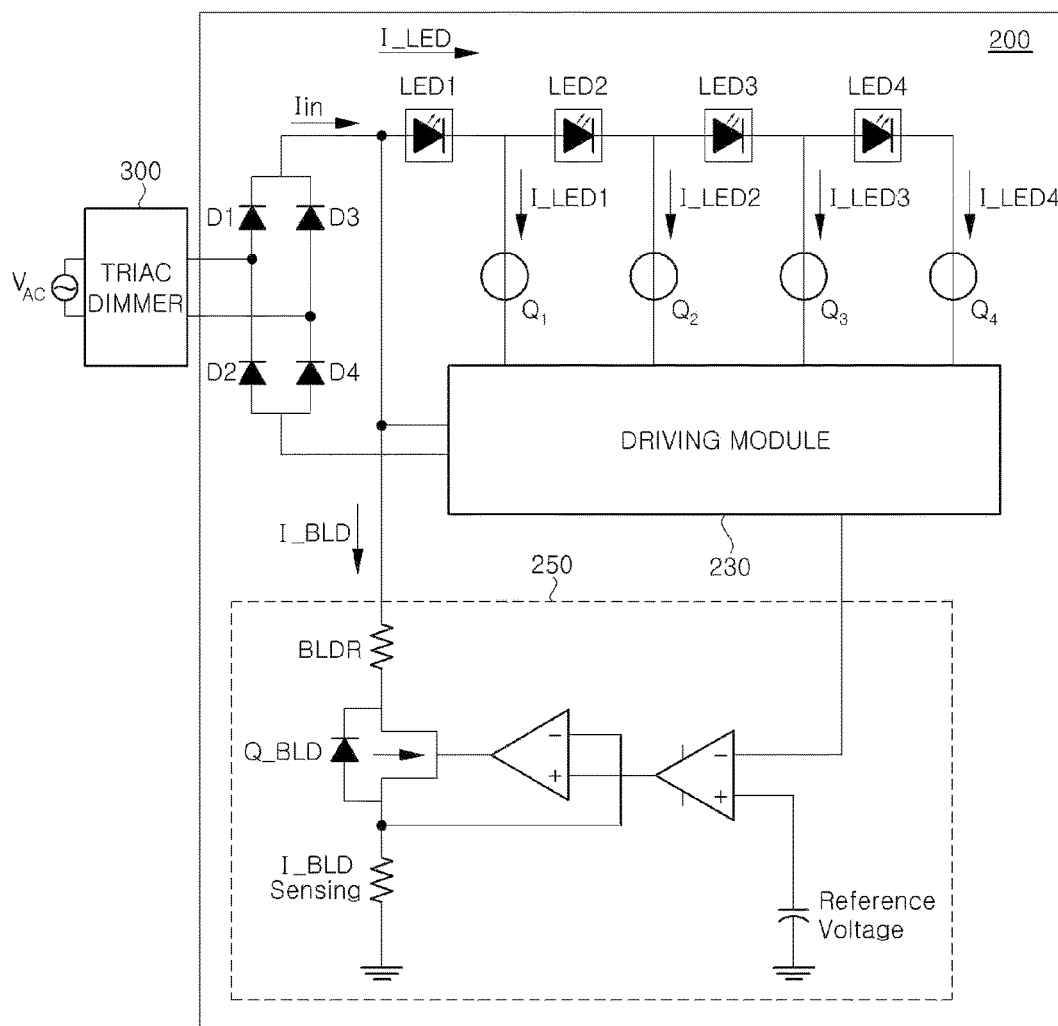 I_LED
200
LED1
LED2
LED3
LED4
Iin
300
D1
D3
I_LED1
I_LED2
I_LED3
I_LED4
TRIAC
DIMMER
VAC
Q1
Q2
Q3
Q4
D2
D4
DRIVING MODULE
I_BLD
250
230
BLDR
Q_BLD
−
+
−
+
I_BLD
Sensing
Reference
Voltage